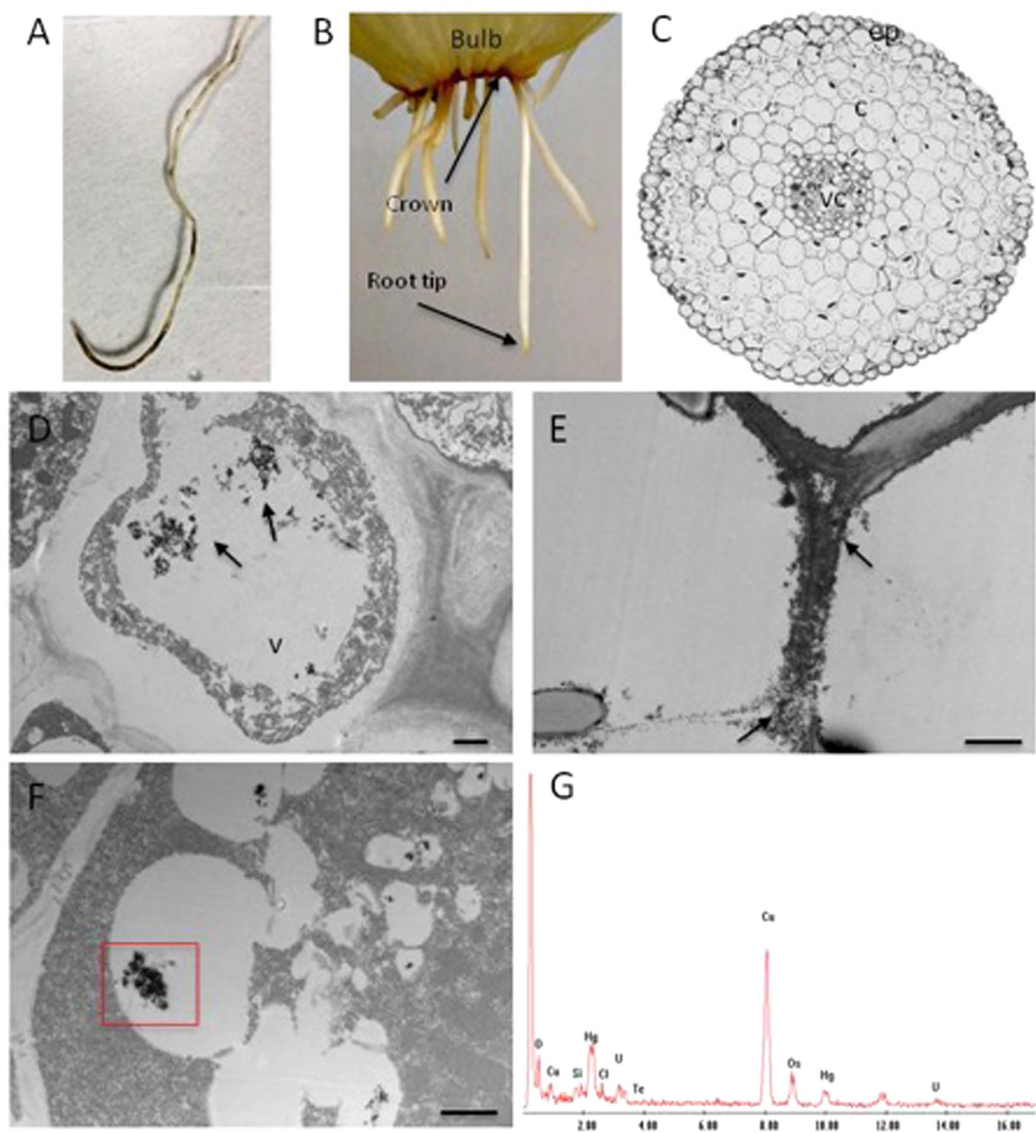 A
B
Bulb
Crown
Root tip
C
ep
c
vc
D
v
E
F
G
O
Cu
Si
Hg
Cl
U
Te
Cu
Os
Hg
U
2.00 4.00 6.00 8.00 10.00 12.00 14.00 16.00